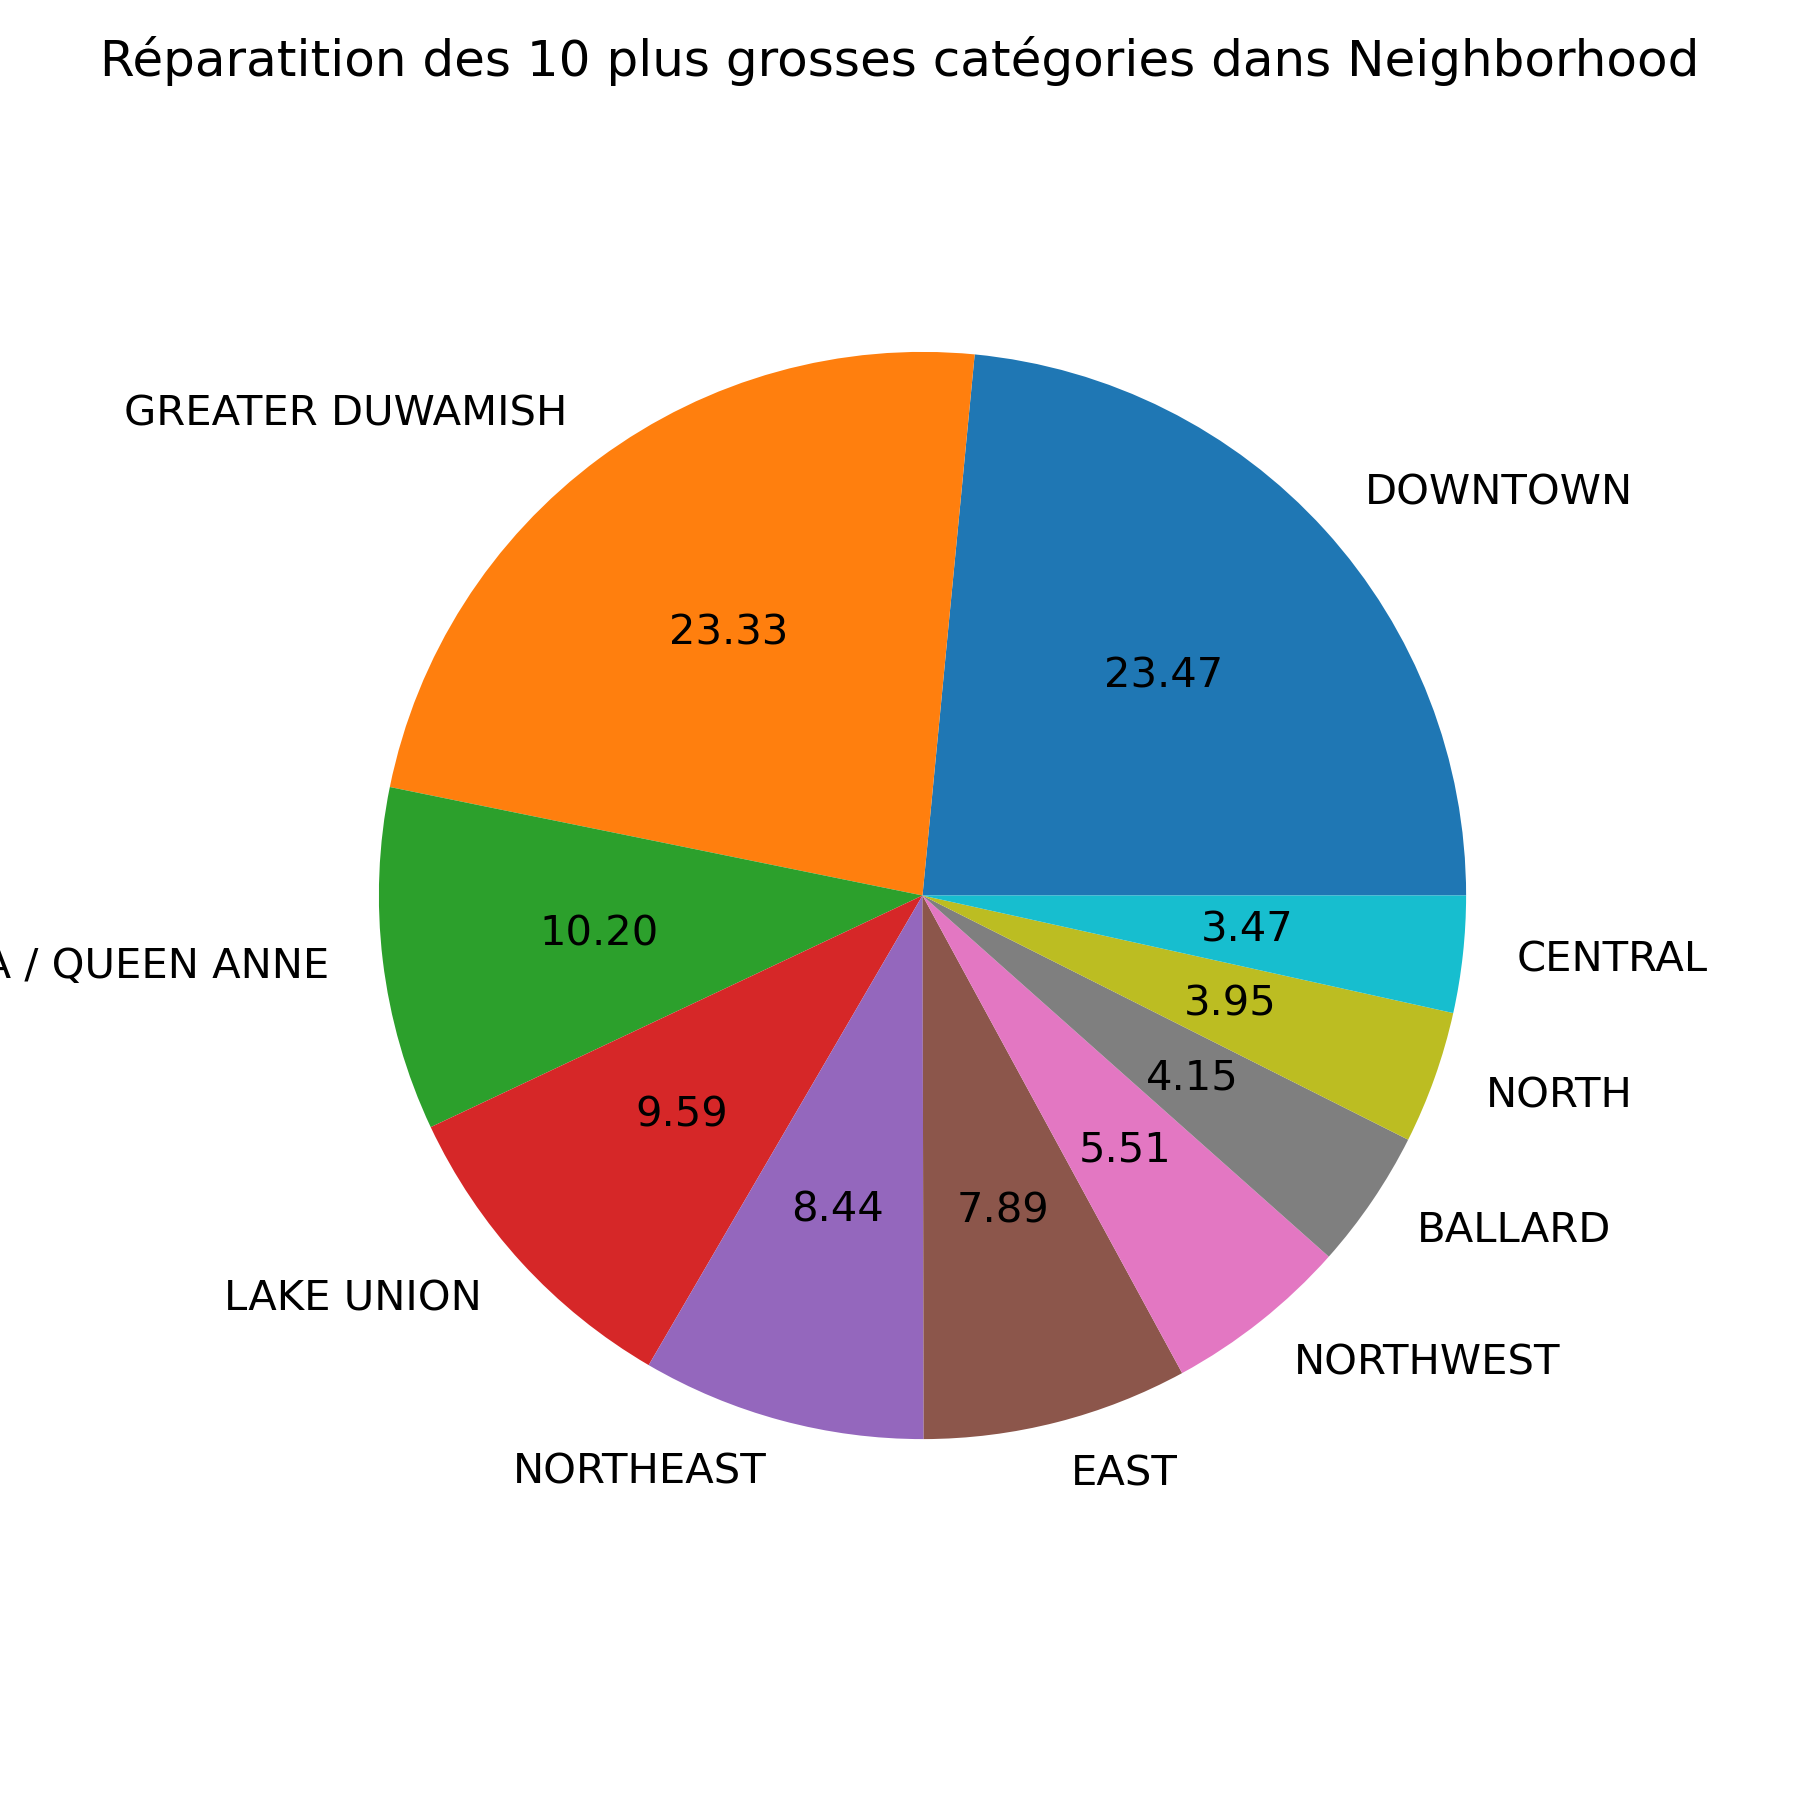 Réparatition des 10 plus grosses catégories dans Neighborhood
GREATER DUWAMISH
DOWNTOWN
23.33
23.47
10.20
A / QUEEN ANNE
3.47
CENTRAL
3.95
NORTH
4.15
9.59
5.51
8.44
7.89
BALLARD
LAKE UNION
NORTHWEST
NORTHEAST
EAST